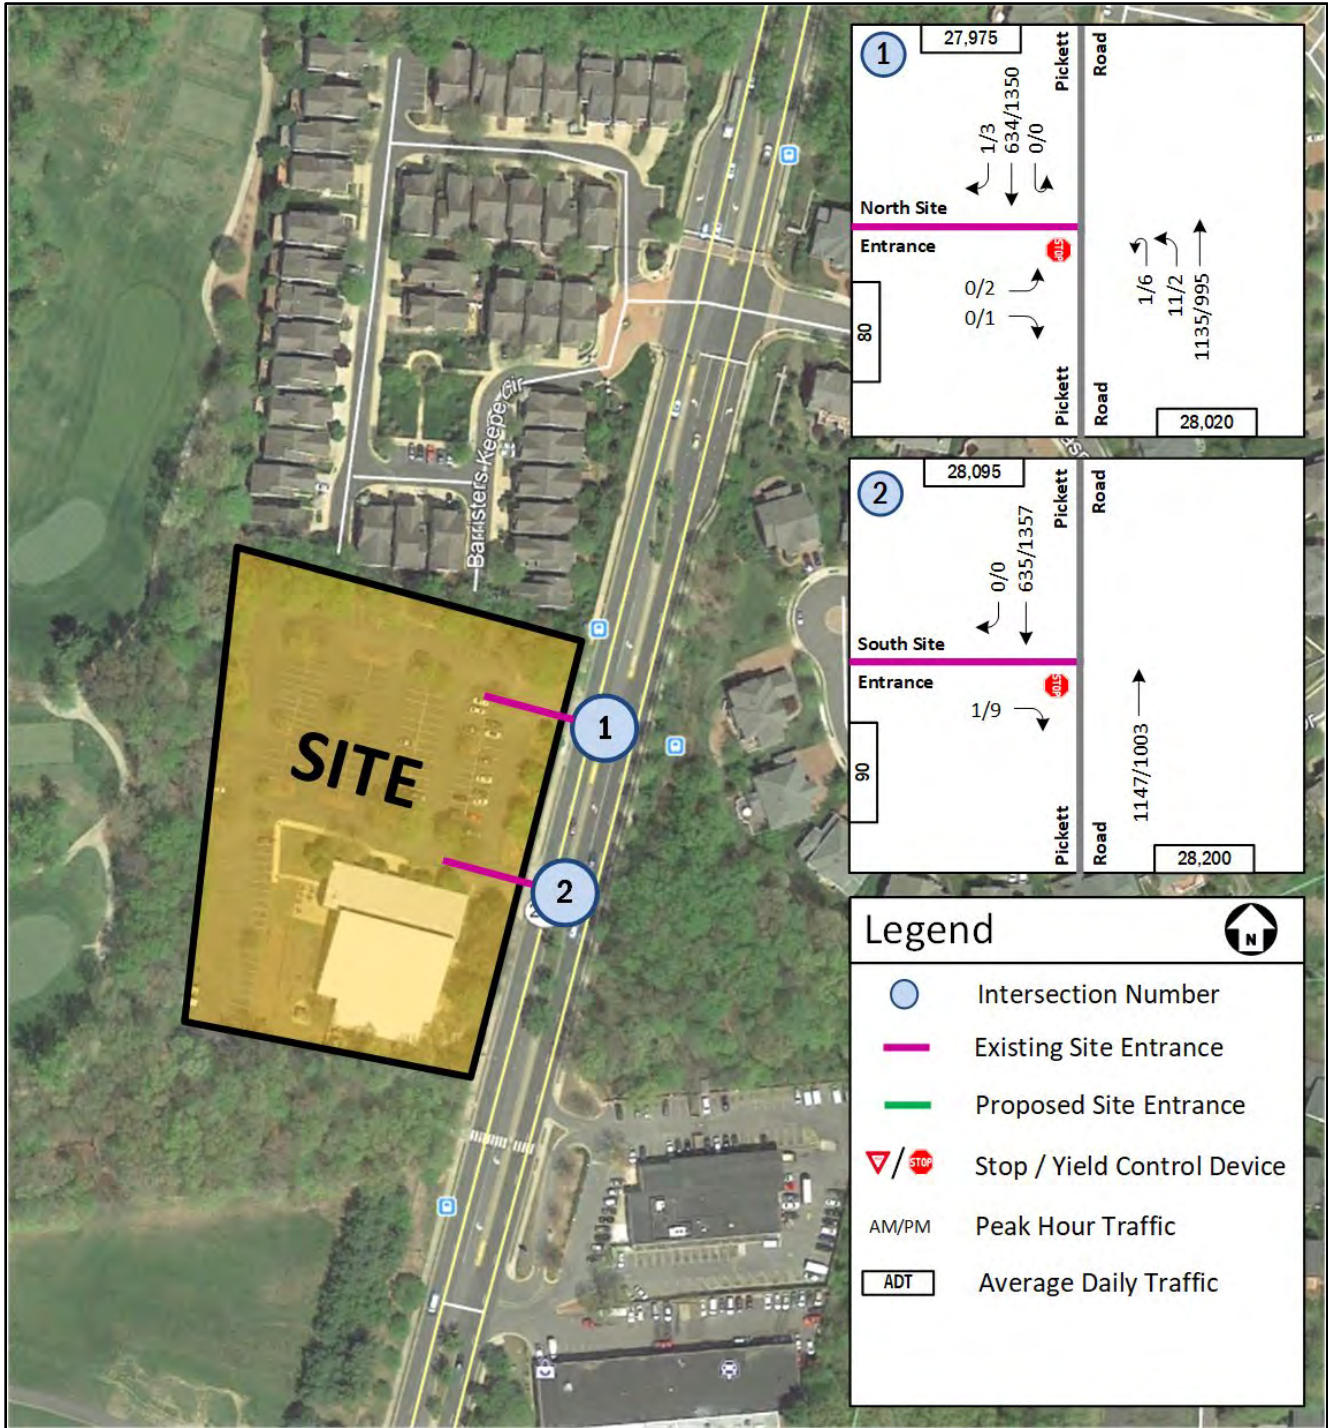 Barristers Keepe Cir
SITE
1
2
1
27,975
Pickett
Road
1/3
634/1350
0/0
North Site
Entrance
STOP
0/2
0/1
80
1/6
11/2
1135/995
Pickett
Road
28,020
2
28,095
Pickett
Road
0/0
635/1357
South Site
Entrance
STOP
1/9
90
1147/1003
Pickett
Road
28,200
Legend
N
Intersection Number
Existing Site Entrance
Proposed Site Entrance
/ STOP Stop / Yield Control Device
AM/PM Peak Hour Traffic
ADT Average Daily Traffic